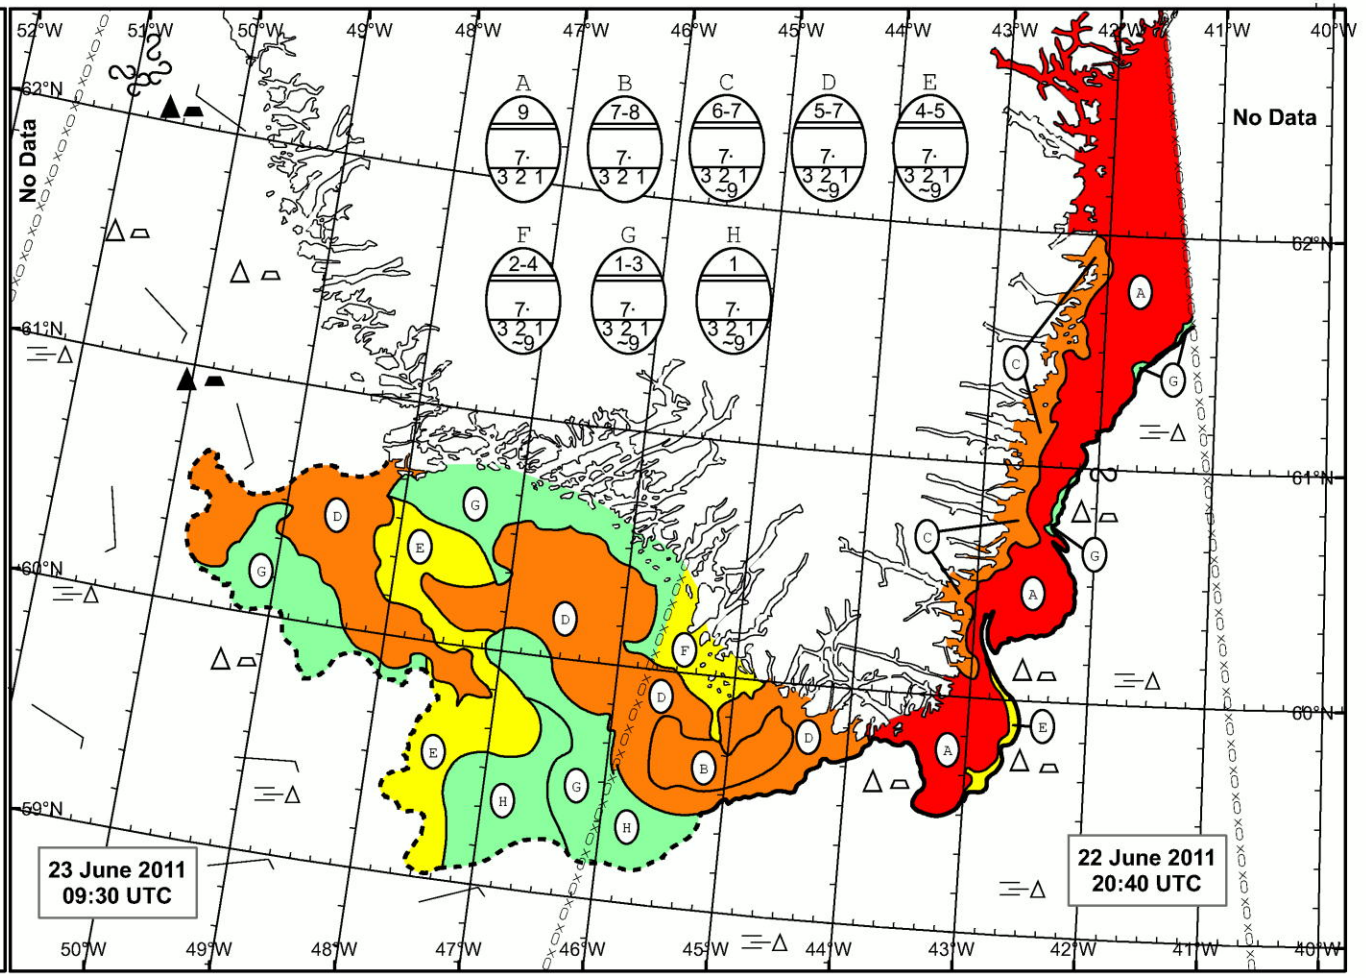 52°W 51°W 50°W 49°W 48°W 47°W 46°W 45°W 44°W 43°W 42°W 41°W 40°W
62°N
No Data
No Data
A B C D E
9 7-8 6-7 5-7 4-5
7· 7· 7· 7· 7·
3 2 1 3 2 1 3 2 1 3 2 1 3 2 1
~9 ~9 ~9
F G H
2-4 1-3 1
7· 7· 7·
3 2 1 3 2 1 3 2 1
~9 ~9 ~9
62°N
A
61°N
C
G
61°N
G
D
E
C
G
60°N
G
A
D
F
D
60°N
E
D
E
A
B
G
H
59°N
H
23 June 2011
09:30 UTC
22 June 2011
20:40 UTC
50°W 49°W 48°W 47°W 46°W 45°W 44°W 43°W 42°W 41°W 40°W